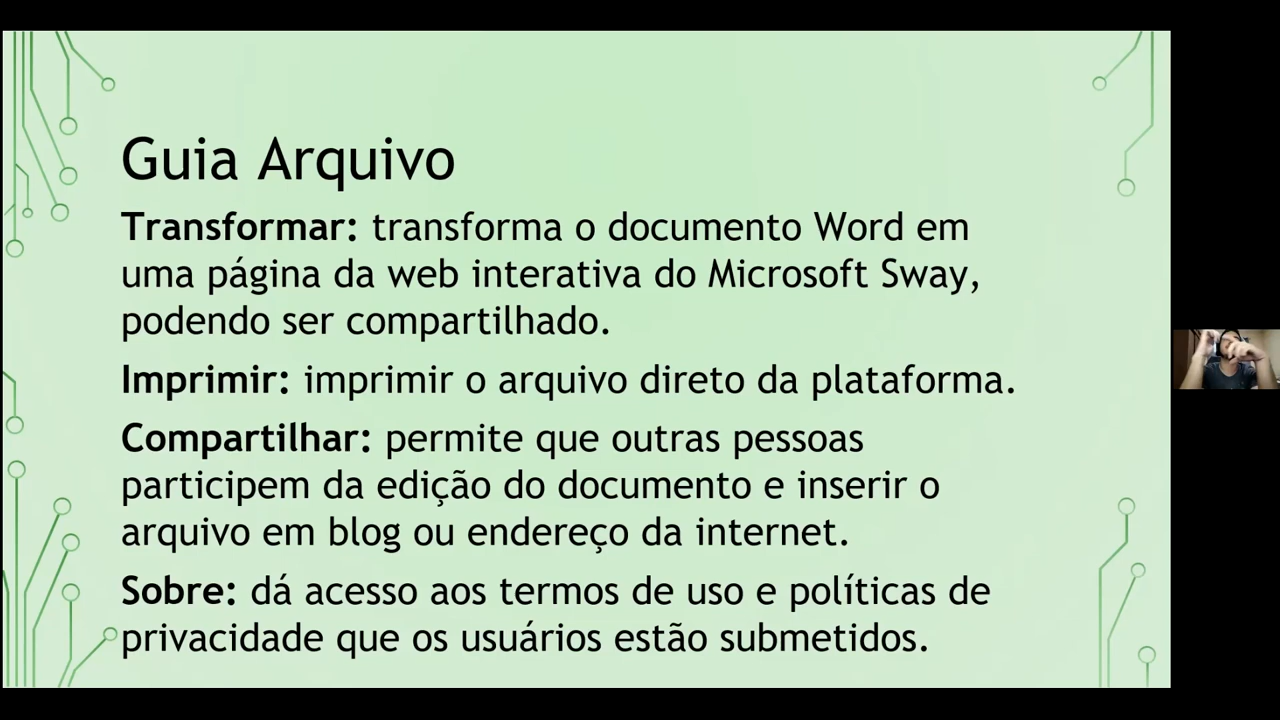 Guia Arquivo
Transformar: transforma o documento Word em
uma página da web interativa do Microsoft Sway,
podendo ser compartilhado.
Imprimir: imprimir o arquivo direto da plataforma.
Compartilhar: permite que outras pessoas
participem da edição do documento e inserir o
arquivo em blog ou endereço da internet.
Sobre: dá acesso aos termos de uso e políticas de
privacidade que os usuários estão submetidos.